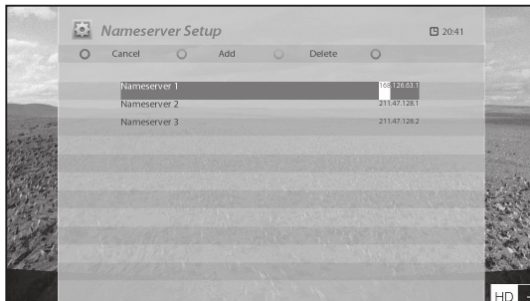 Nameserver Setup 20:41
Cancel Add Delete
Nameserver 1 168.126.63.1
Nameserver 2 211.47.128.1
Nameserver 3 211.47.128.2
HD